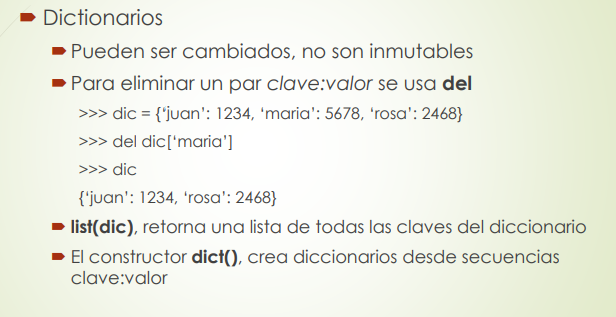 Dictionarios
Pueden ser cambiados, no son inmutables
Para eliminar un par clave:valor se usa del
>>> dic = {‘juan’: 1234, ‘maria’: 5678, ‘rosa’: 2468}
>>> del dic[‘maria’]
>>> dic
{‘juan’: 1234, ‘rosa’: 2468}
list(dic), retorna una lista de todas las claves del diccionario
El constructor dict(), crea diccionarios desde secuencias
clave:valor